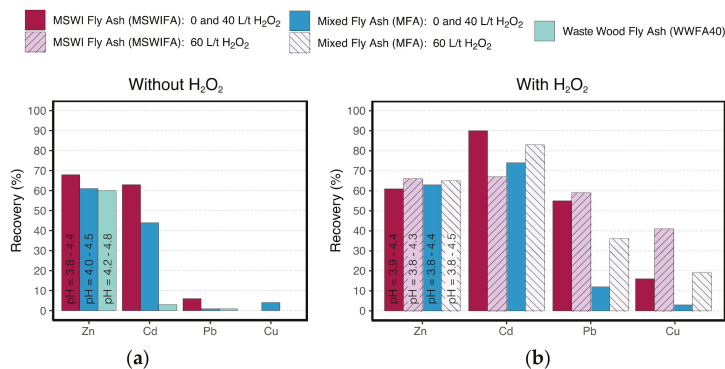 MSWI Fly Ash (MSWIFA): 0 and 40 L/t H₂O₂
MSWI Fly Ash (MSWIFA): 60 L/t H₂O₂
Mixed Fly Ash (MFA): 0 and 40 L/t H₂O₂
Mixed Fly Ash (MFA): 60 L/t H₂O₂
Waste Wood Fly Ash (WWFA40)
Without H₂O₂
Recovery (%)
100
90
80
70
60
50
40
30
20
10
0
pH = 3.8 - 4.4
pH = 4.0 - 4.5
pH = 4.2 - 4.8
Zn Cd Pb Cu
(a)
With H₂O₂
Recovery (%)
100
90
80
70
60
50
40
30
20
10
0
pH = 3.9 - 4.4
pH = 3.8 - 4.3
pH = 3.8 - 4.4
pH = 3.8 - 4.5
Zn Cd Pb Cu
(b)